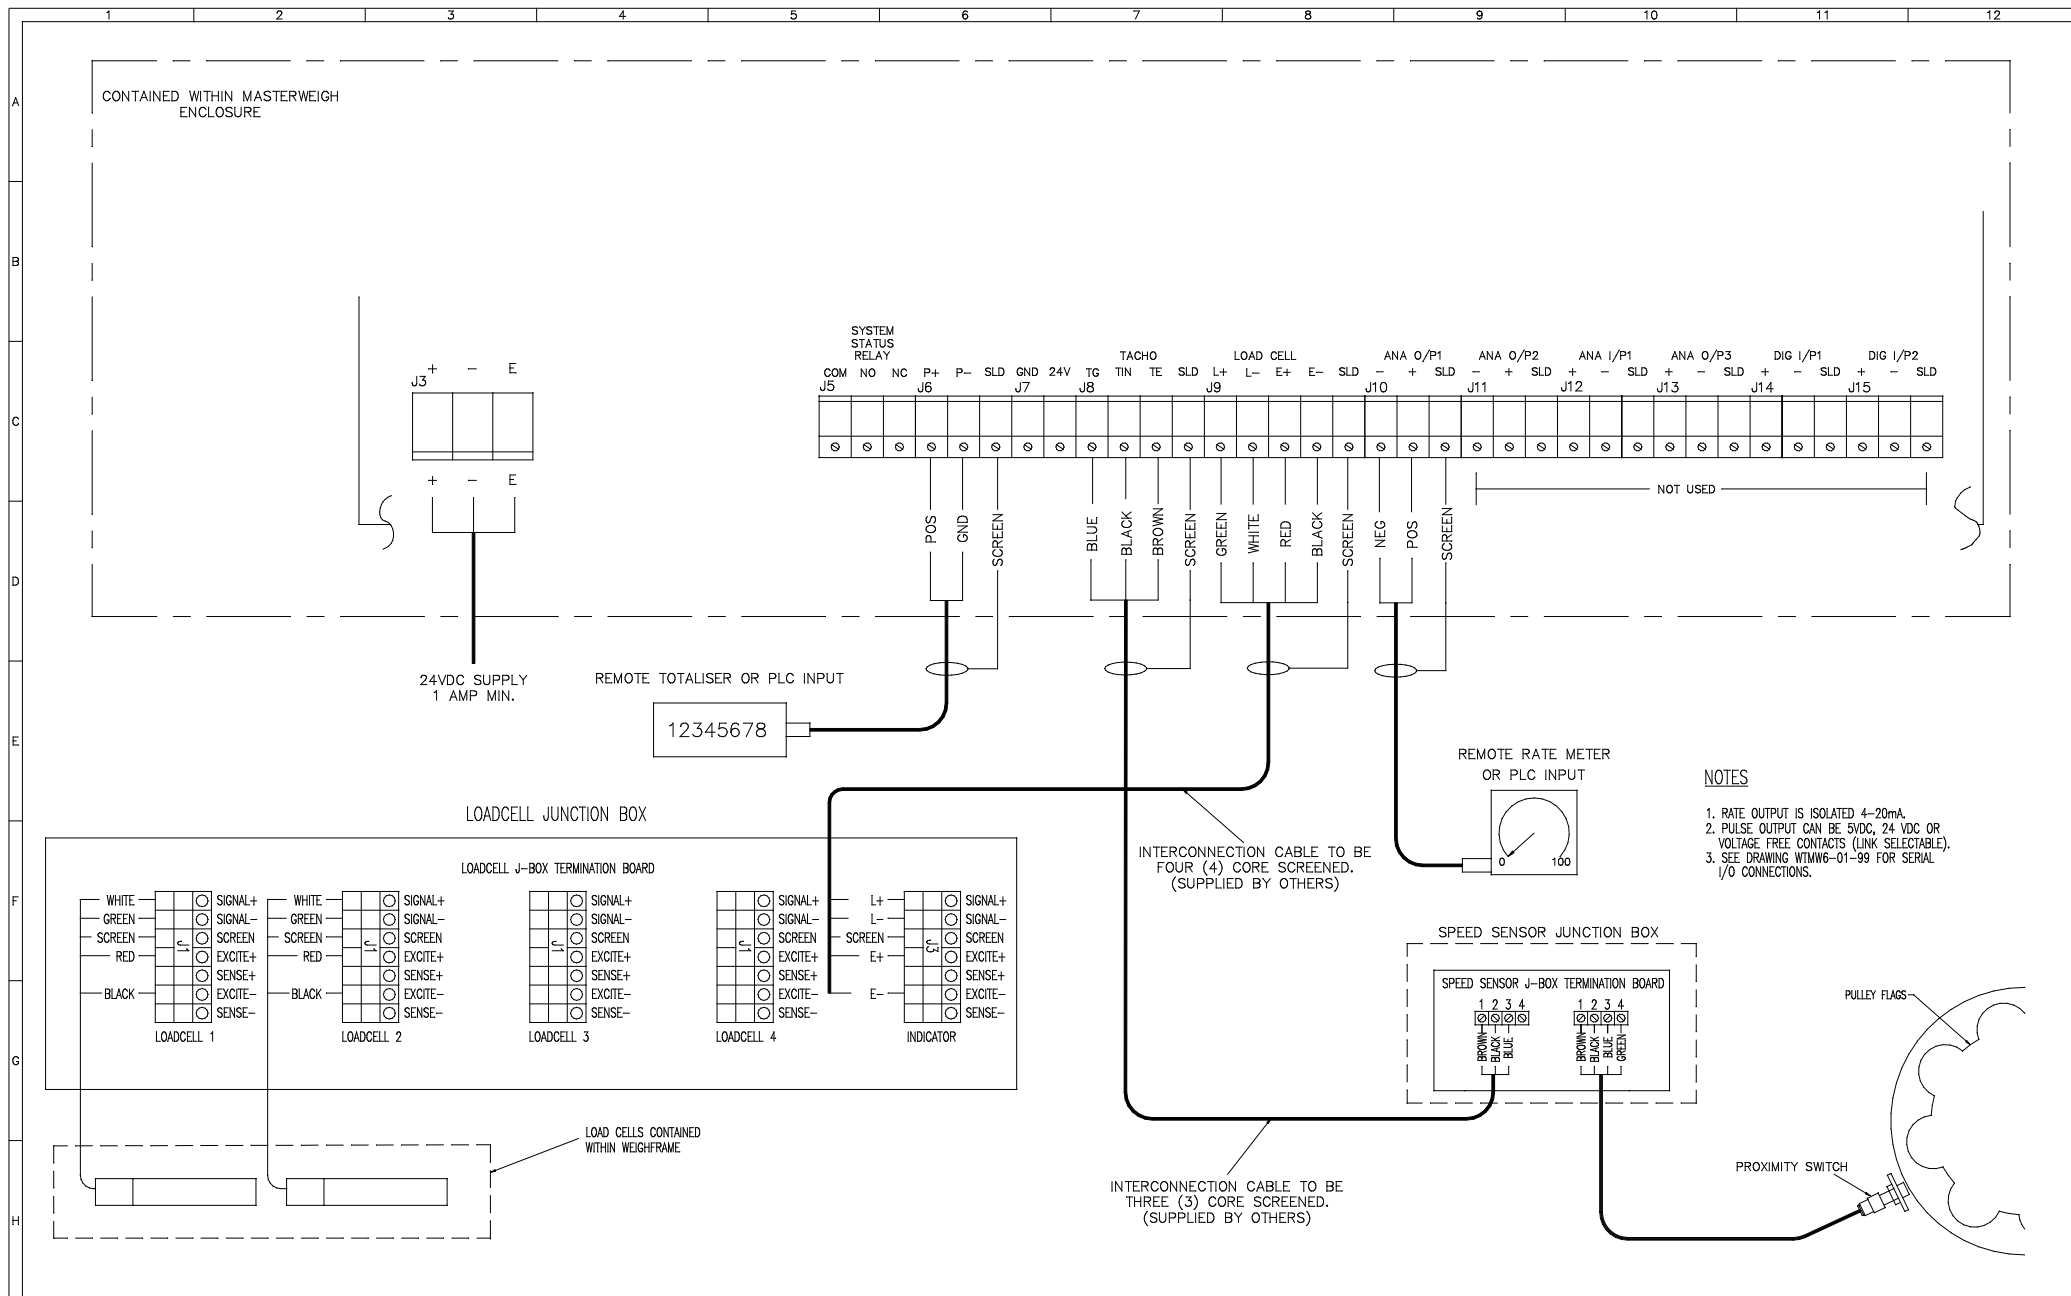 1 2 3 4 5 6 7 8 9 10 11 12
A
B
C
D
E
F
G
H
CONTAINED WITHIN MASTERWEIGH
ENCLOSURE
J3
+ − E
+ − E
24VDC SUPPLY
1 AMP MIN.
SYSTEM
STATUS
RELAY
TACHO
LOAD CELL
ANA O/P1
ANA O/P2
ANA I/P1
ANA O/P3
DIG I/P1
DIG I/P2
COM NO NC P+ P− SLD GND 24V TG TIN TE SLD L+ L− E+ E− SLD − + SLD − + SLD + − SLD + − SLD + − SLD + − SLD
J5 J6 J7 J8 J9 J10 J11 J12 J13 J14 J15
NOT USED
POS
GND
SCREEN
BLUE
BLACK
BROWN
SCREEN
GREEN
WHITE
RED
BLACK
SCREEN
NEG
POS
SCREEN
REMOTE TOTALISER OR PLC INPUT
12345678
REMOTE RATE METER
OR PLC INPUT
0 100
NOTES
1. RATE OUTPUT IS ISOLATED 4−20mA.
2. PULSE OUTPUT CAN BE 5VDC, 24 VDC OR
VOLTAGE FREE CONTACTS (LINK SELECTABLE).
3. SEE DRAWING WTMW6−01−99 FOR SERIAL
I/O CONNECTIONS.
LOADCELL JUNCTION BOX
LOADCELL J−BOX TERMINATION BOARD
WHITE
GREEN
SCREEN
RED
BLACK
J1
SIGNAL+
SIGNAL−
SCREEN
EXCITE+
SENSE+
EXCITE−
SENSE−
LOADCELL 1
WHITE
GREEN
SCREEN
RED
BLACK
J1
SIGNAL+
SIGNAL−
SCREEN
EXCITE+
SENSE+
EXCITE−
SENSE−
LOADCELL 2
J1
SIGNAL+
SIGNAL−
SCREEN
EXCITE+
SENSE+
EXCITE−
SENSE−
LOADCELL 3
J1
SIGNAL+
SIGNAL−
SCREEN
EXCITE+
SENSE+
EXCITE−
SENSE−
LOADCELL 4
L+
L−
SCREEN
E+
E−
J3
SIGNAL+
SIGNAL−
SCREEN
EXCITE+
SENSE+
EXCITE−
SENSE−
INDICATOR
INTERCONNECTION CABLE TO BE
FOUR (4) CORE SCREENED.
(SUPPLIED BY OTHERS)
SPEED SENSOR JUNCTION BOX
SPEED SENSOR J−BOX TERMINATION BOARD
1 2 3 4
BROWN
BLACK
BLUE
1 2 3 4
BROWN
BLACK
BLUE
GREEN
PULLEY FLAGS
PROXIMITY SWITCH
LOAD CELLS CONTAINED
WITHIN WEIGHFRAME
INTERCONNECTION CABLE TO BE
THREE (3) CORE SCREENED.
(SUPPLIED BY OTHERS)